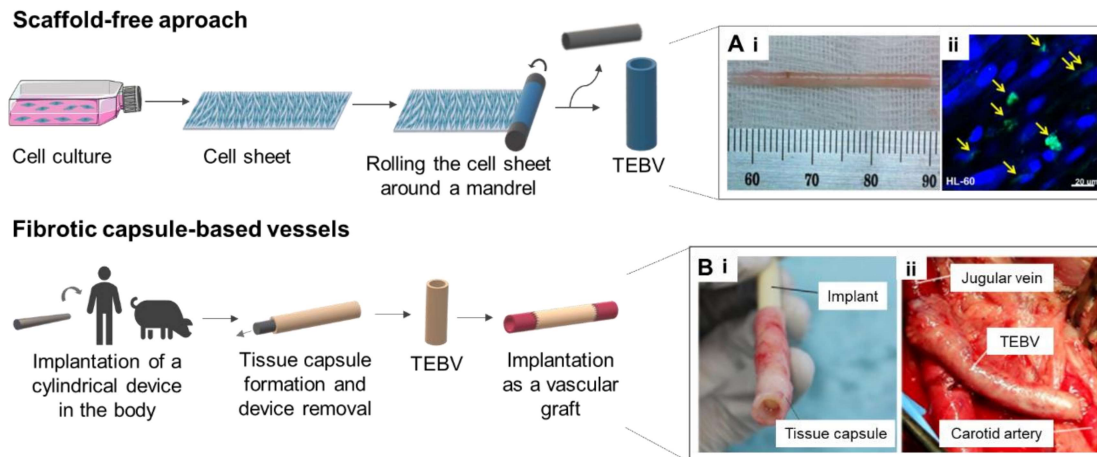 Scaffold-free aproach
Cell culture
Cell sheet
Rolling the cell sheet
around a mandrel
TEBV
A i
60 70 80 90
ii
HL-60
20 um
Fibrotic capsule-based vessels
Implantation of a
cylindrical device
in the body
Tissue capsule
formation and
device removal
TEBV
Implantation
as a vascular
graft
B i
Implant
Tissue capsule
ii
Jugular vein
TEBV
Carotid artery